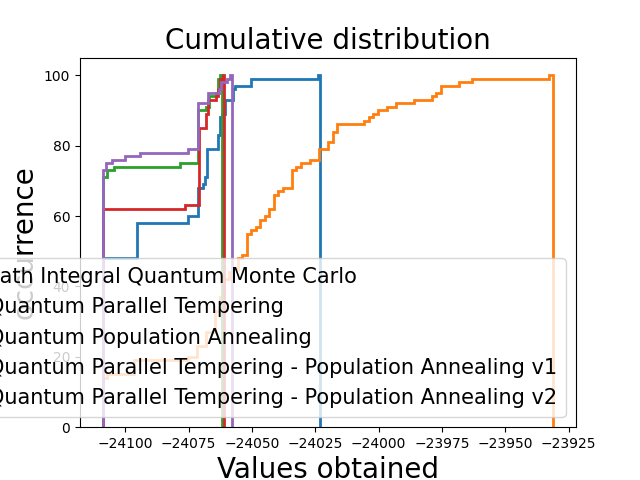 Cumulative distribution
100
80
60
40
20
0
ath Integral Quantum Monte Carlo
Quantum Parallel Tempering
Quantum Population Annealing
Quantum Parallel Tempering - Population Annealing v1
Quantum Parallel Tempering - Population Annealing v2
−24100 −24075 −24050 −24025 −24000 −23975 −23950 −23925
Values obtained